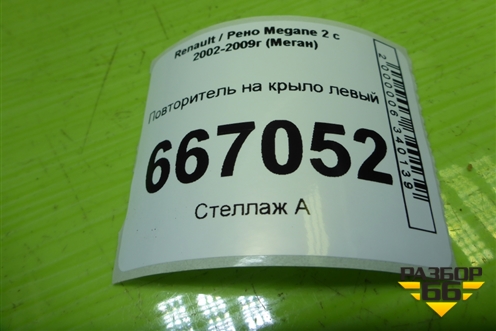 Renault / Рено Megane 2 с
2002-2009г (Меган)
Повторитель на крыло левый
667052
Стеллаж А
2000006340139
РАЗБОР
66